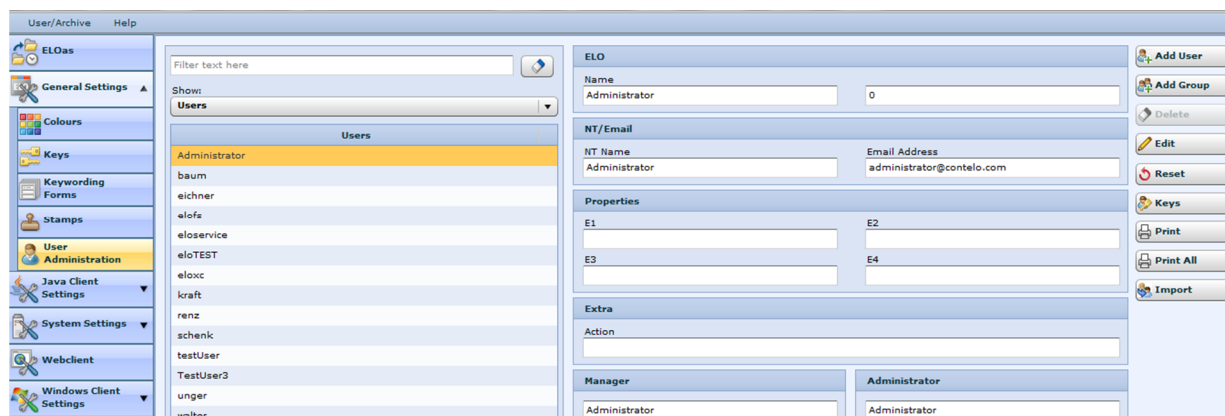 User/Archive Help
ELOas
General Settings
Colours
Keys
Keywording
Forms
Stamps
User
Administration
Java Client
Settings
System Settings
Webclient
Windows Client
Settings
Filter text here
Show:
Users
Users
Administrator
baum
eichner
elofs
eloservice
eloTEST
eloxc
kraft
renz
schenk
testUser
TestUser3
unger
walter
ELO
Name
Administrator 0
NT/Email
NT Name Email Address
Administrator administrator@contelo.com
Properties
E1 E2
E3 E4
Extra
Action
Manager Administrator
Administrator Administrator
Add User
Add Group
Delete
Edit
Reset
Keys
Print
Print All
Import